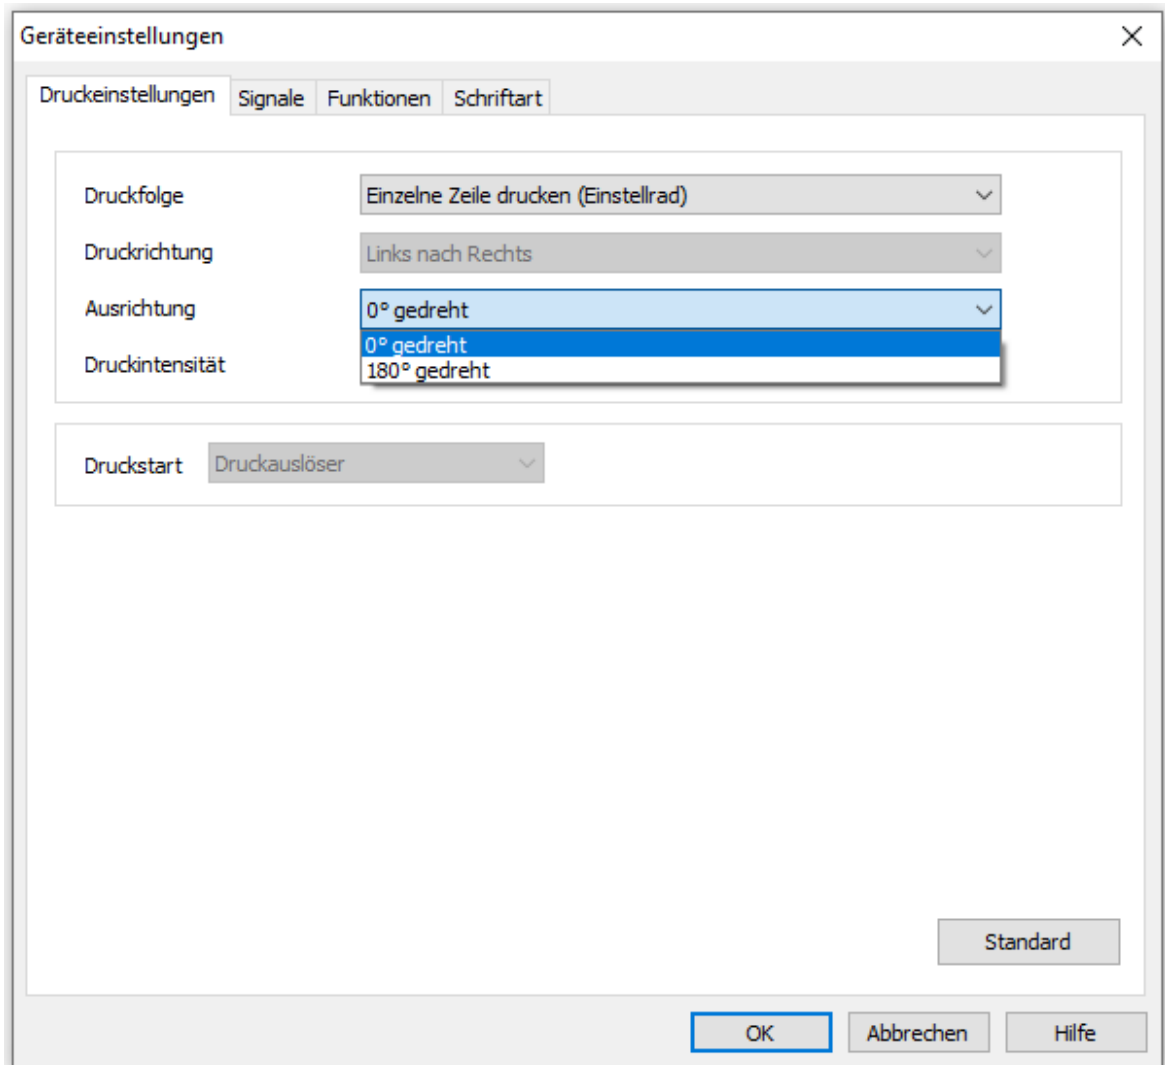 Geräteeinstellungen
Druckeinstellungen Signale Funktionen Schriftart
Druckfolge Einzelne Zeile drucken (Einstellrad)
Druckrichtung Links nach Rechts
Ausrichtung 0° gedreht
0° gedreht
Druckintensität 180° gedreht
Druckstart Druckauslöser
Standard
OK Abbrechen Hilfe